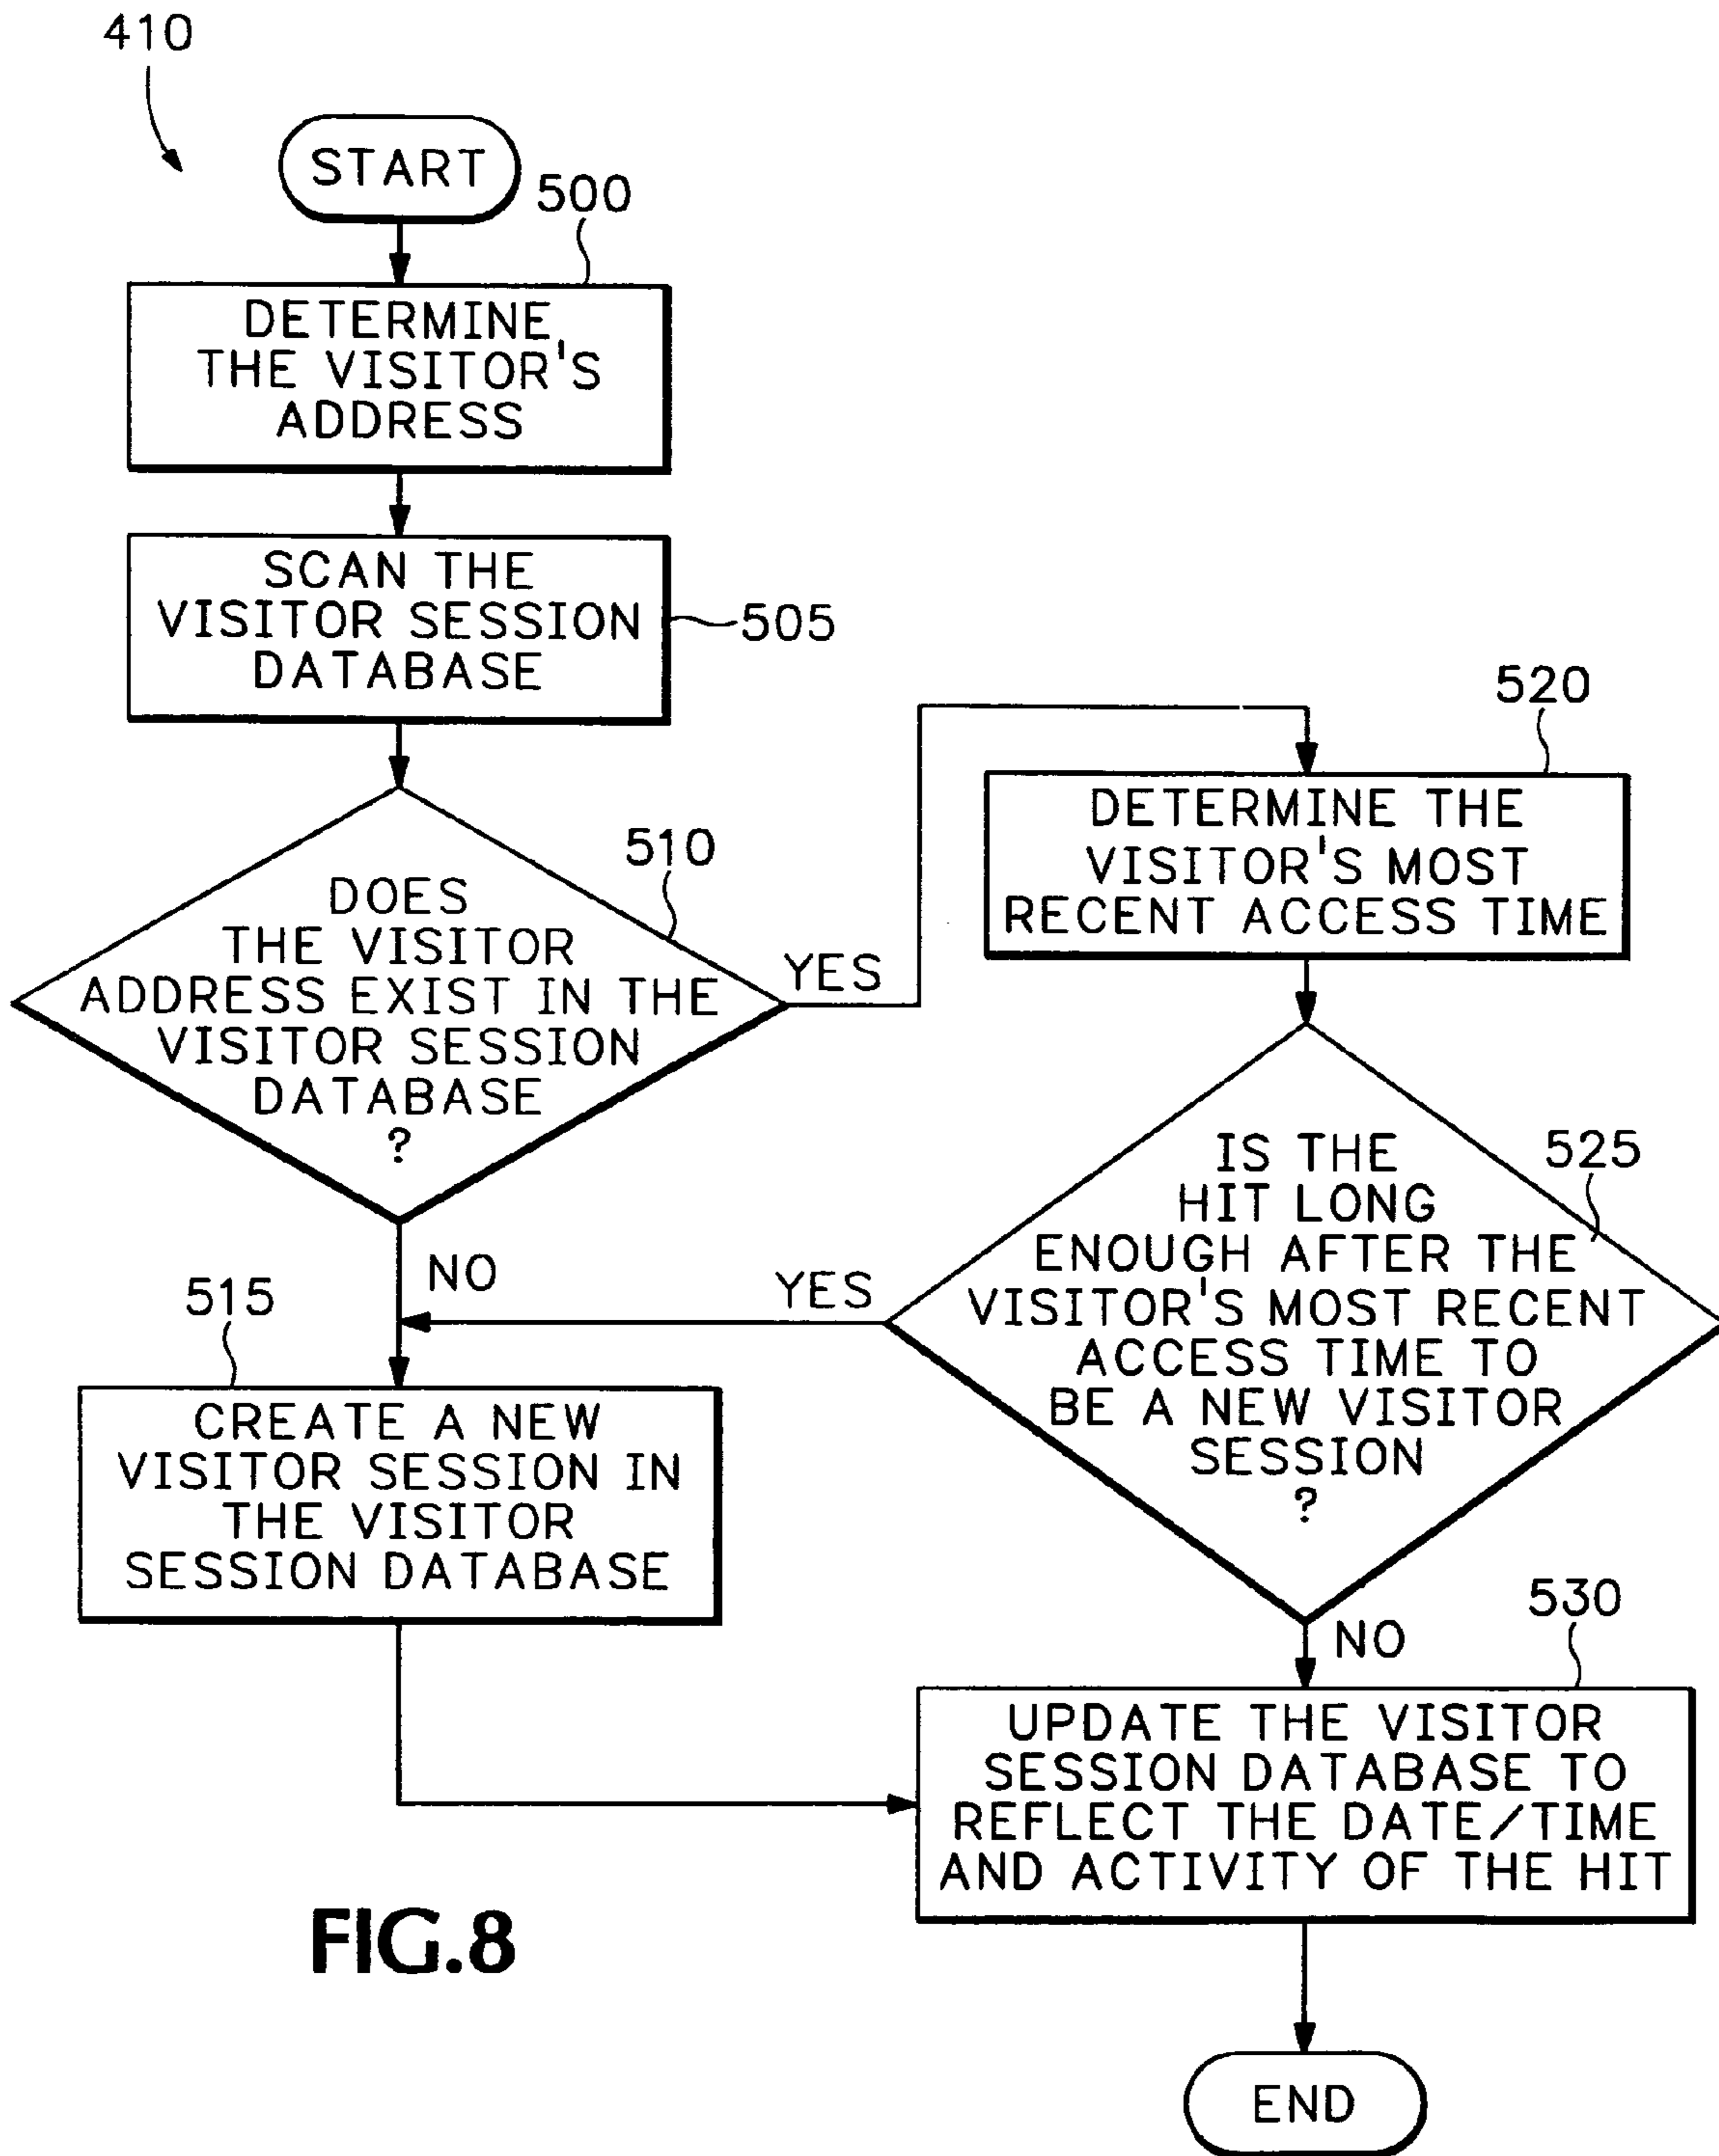 410
START
500
DETERMINE
THE VISITOR'S
ADDRESS
SCAN THE
VISITOR SESSION
DATABASE
505
510
DOES
THE VISITOR
ADDRESS EXIST IN THE
VISITOR SESSION
DATABASE
?
YES
NO
520
DETERMINE THE
VISITOR'S MOST
RECENT ACCESS TIME
525
IS THE
HIT LONG
ENOUGH AFTER THE
VISITOR'S MOST RECENT
ACCESS TIME TO
BE A NEW VISITOR
SESSION
?
YES
NO
515
CREATE A NEW
VISITOR SESSION IN
THE VISITOR
SESSION DATABASE
530
UPDATE THE VISITOR
SESSION DATABASE TO
REFLECT THE DATE/TIME
AND ACTIVITY OF THE HIT
END
FIG.8